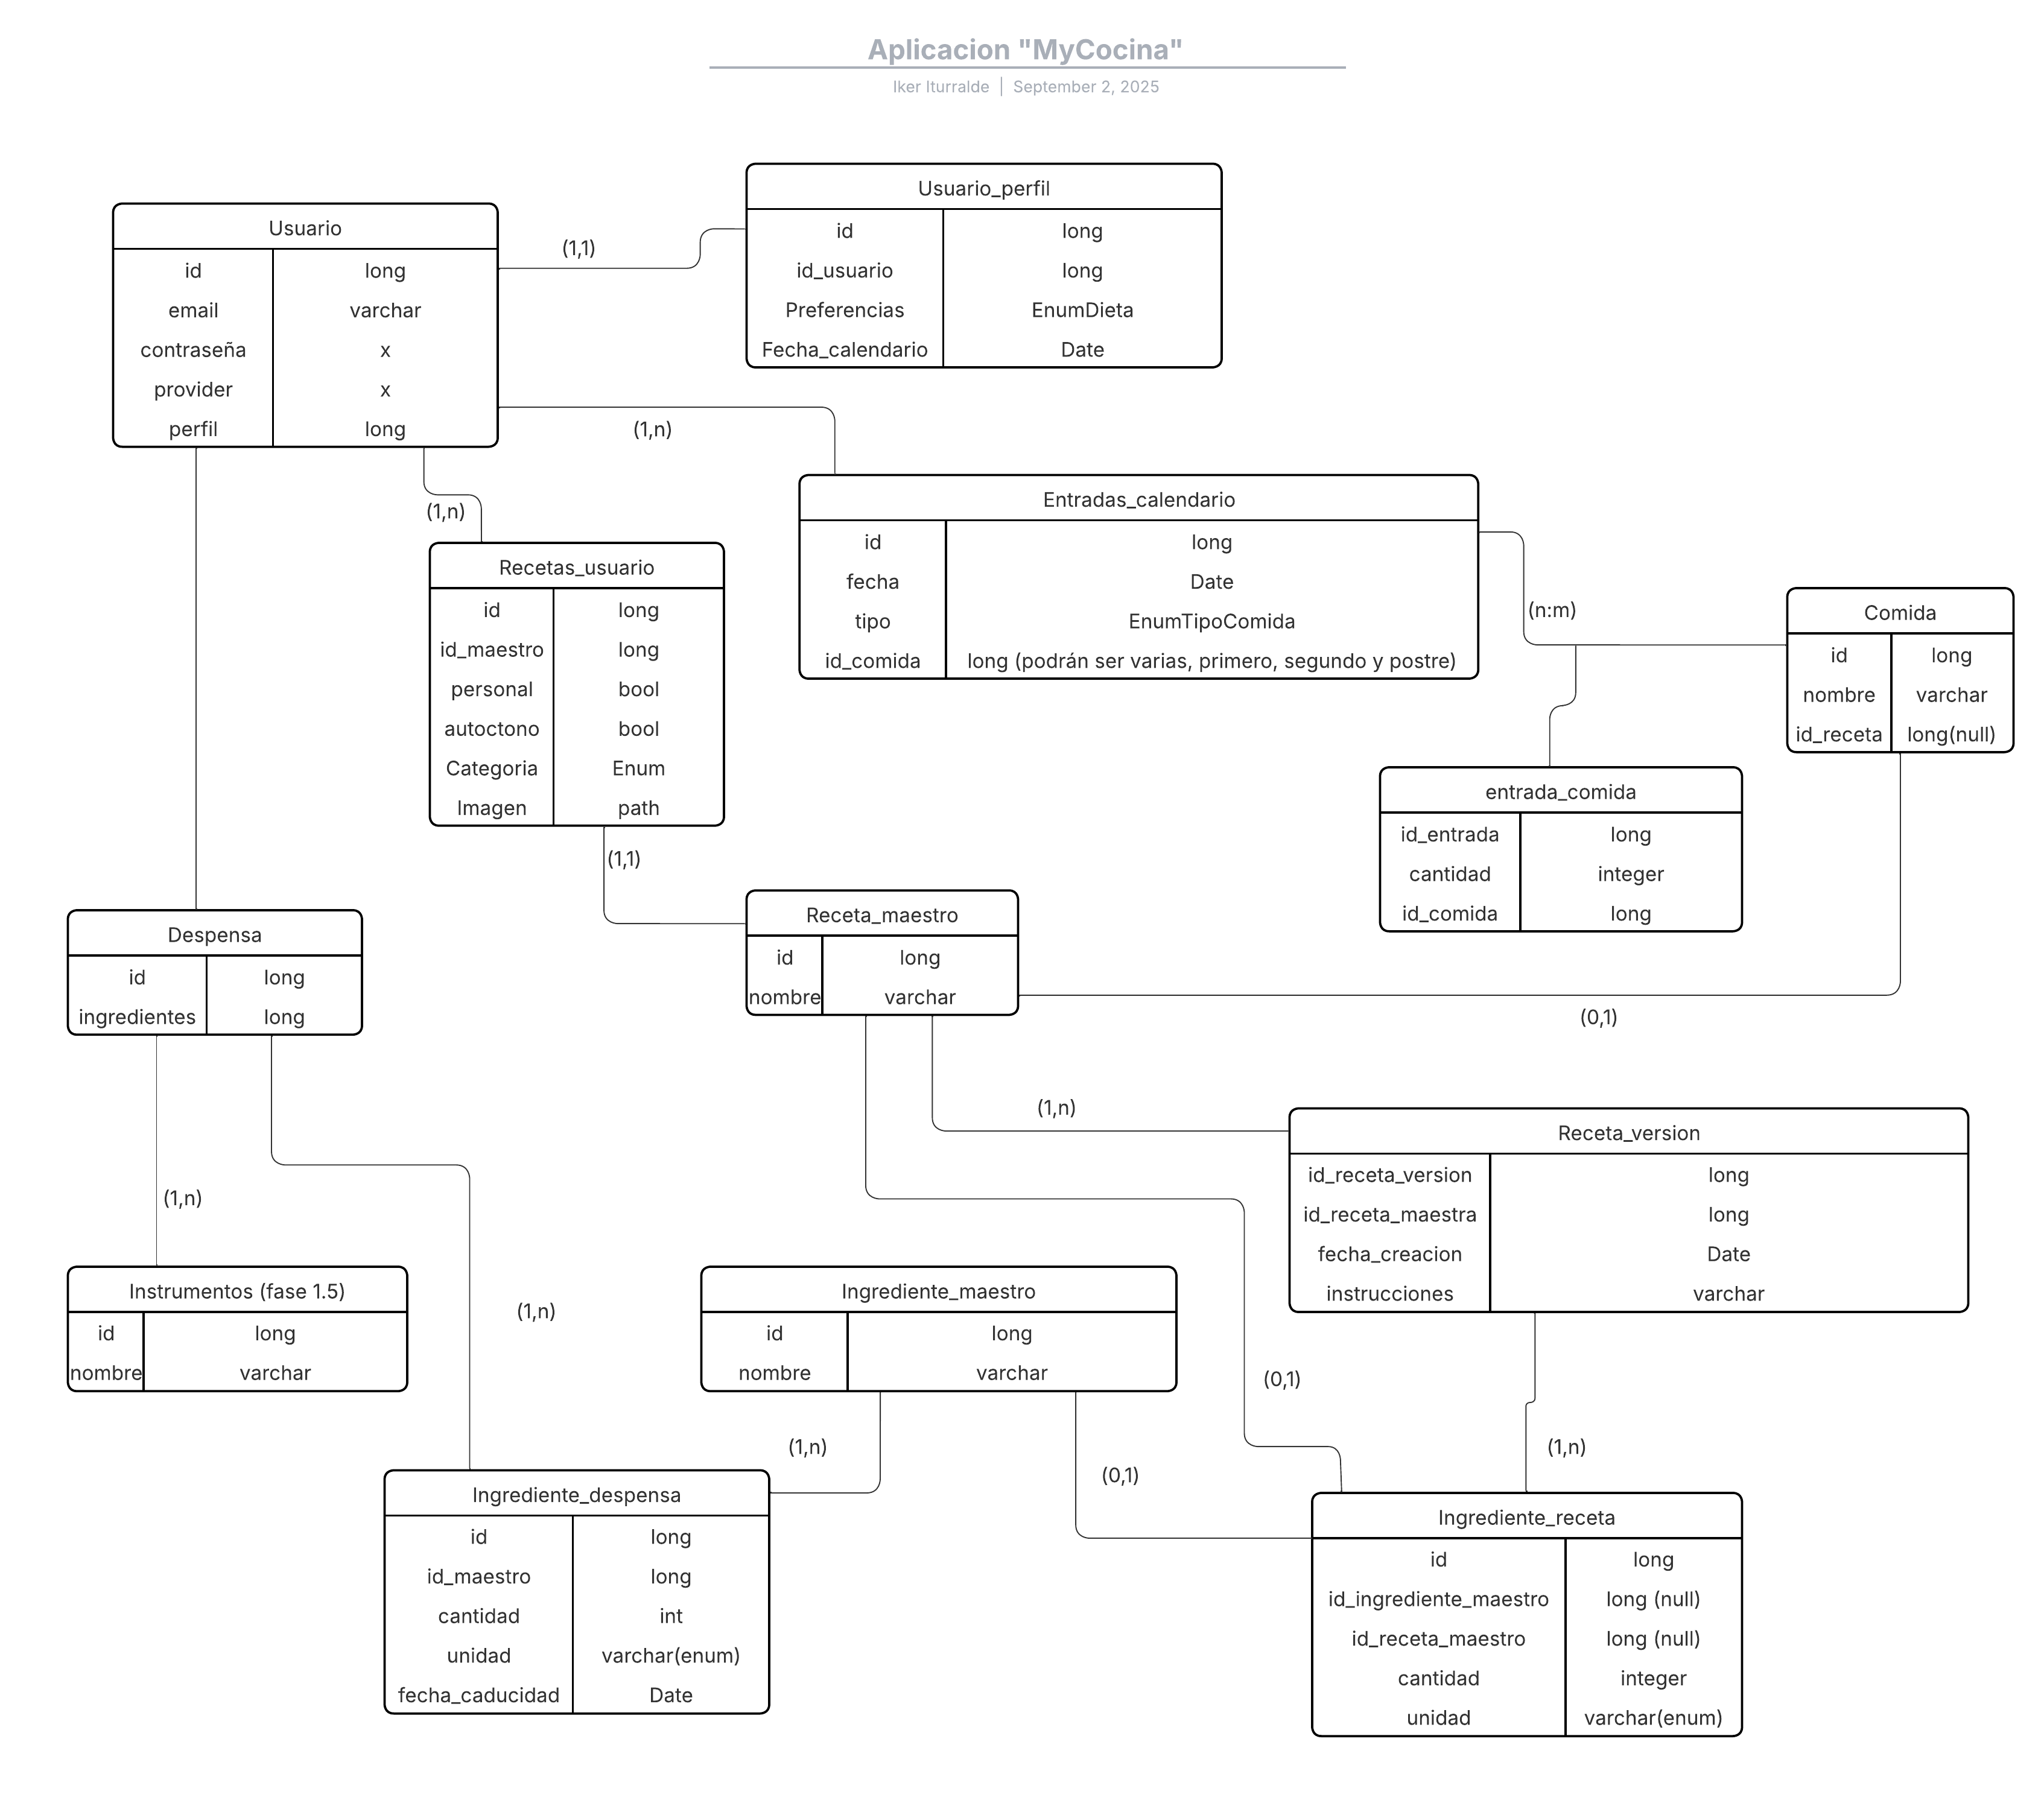 Aplicacion "MyCocina"
Iker Iturralde | September 2, 2025
Usuario
id long
email varchar
contraseña x
provider x
perfil long
(1,1)
Usuario_perfil
id long
id_usuario long
Preferencias EnumDieta
Fecha_calendario Date
(1,n)
(1,n)
Entradas_calendario
id long
fecha Date
tipo EnumTipoComida
id_comida long (podrán ser varias, primero, segundo y postre)
Recetas_usuario
id long
id_maestro long
personal bool
autoctono bool
Categoria Enum
Imagen path
(n:m)
Comida
id long
nombre varchar
id_receta long(null)
entrada_comida
id_entrada long
cantidad integer
id_comida long
(1,1)
Receta_maestro
id long
nombre varchar
(0,1)
Despensa
id long
ingredientes long
(1,n)
Receta_version
id_receta_version long
id_receta_maestra long
fecha_creacion Date
instrucciones varchar
(1,n)
(1,n)
Instrumentos (fase 1.5)
id long
nombre varchar
Ingrediente_maestro
id long
nombre varchar
(0,1)
(1,n)
(0,1)
(1,n)
Ingrediente_despensa
id long
id_maestro long
cantidad int
unidad varchar(enum)
fecha_caducidad Date
Ingrediente_receta
id long
id_ingrediente_maestro long (null)
id_receta_maestro long (null)
cantidad integer
unidad varchar(enum)